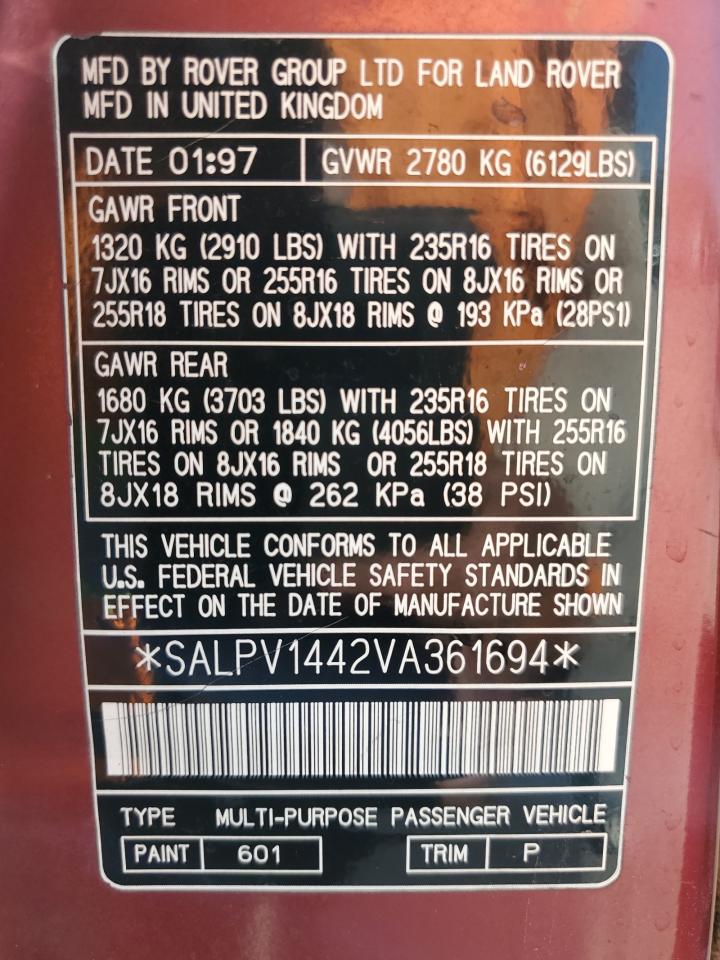 MFD BY ROVER GROUP LTD FOR LAND ROVER
MFD IN UNITED KINGDOM
DATE 01:97 GVWR 2780 KG (6129LBS)
GAWR FRONT
1320 KG (2910 LBS) WITH 235R16 TIRES ON
7JX16 RIMS OR 255R16 TIRES ON 8JX16 RIMS OR
255R18 TIRES ON 8JX18 RIMS @ 193 KPa (28PS1)
GAWR REAR
1680 KG (3703 LBS) WITH 235R16 TIRES ON
7JX16 RIMS OR 1840 KG (4056LBS) WITH 255R16
TIRES ON 8JX16 RIMS OR 255R18 TIRES ON
8JX18 RIMS @ 262 KPa (38 PSI)
THIS VEHICLE CONFORMS TO ALL APPLICABLE
U.S. FEDERAL VEHICLE SAFETY STANDARDS IN
EFFECT ON THE DATE OF MANUFACTURE SHOWN
*SALPV1442VA361694*
TYPE MULTI-PURPOSE PASSENGER VEHICLE
PAINT 601 TRIM P